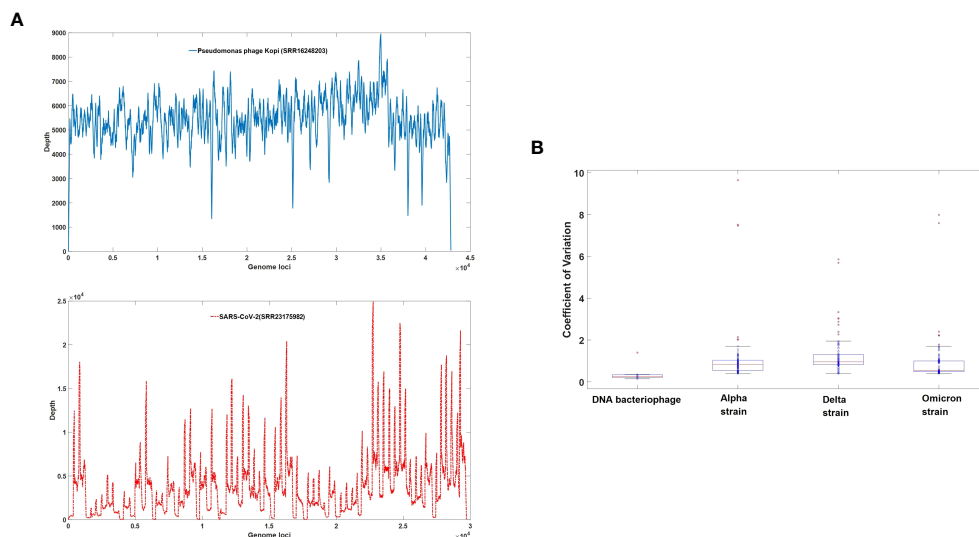 A
9000
8000
7000
6000
5000
4000
3000
2000
1000
0
Depth
Pseudomonas phage Kopi (SRR16248203)
0 0.5 1 1.5 2 2.5 3 3.5 4 4.5
Genome loci
×10⁴
×10⁴
2.5
2
1.5
1
0.5
0
Depth
SARS-CoV-2(SRR23175982)
0 0.5 1 1.5 2 2.5 3
Genome loci
×10⁴
B
10
8
6
4
2
0
Coefficient of Variation
DNA bacteriophage
Alpha
strain
Delta
strain
Omicron
strain